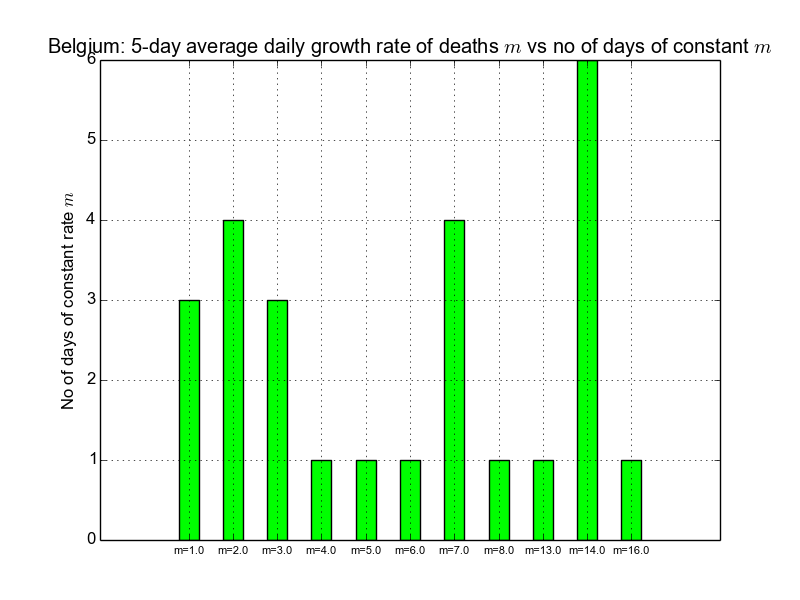 Belgium: 5-day average daily growth rate of deaths m vs no of days of constant m
6
5
4
3
2
1
0
No of days of constant rate m
m=1.0 m=2.0 m=3.0 m=4.0 m=5.0 m=6.0 m=7.0 m=8.0 m=13.0 m=14.0 m=16.0